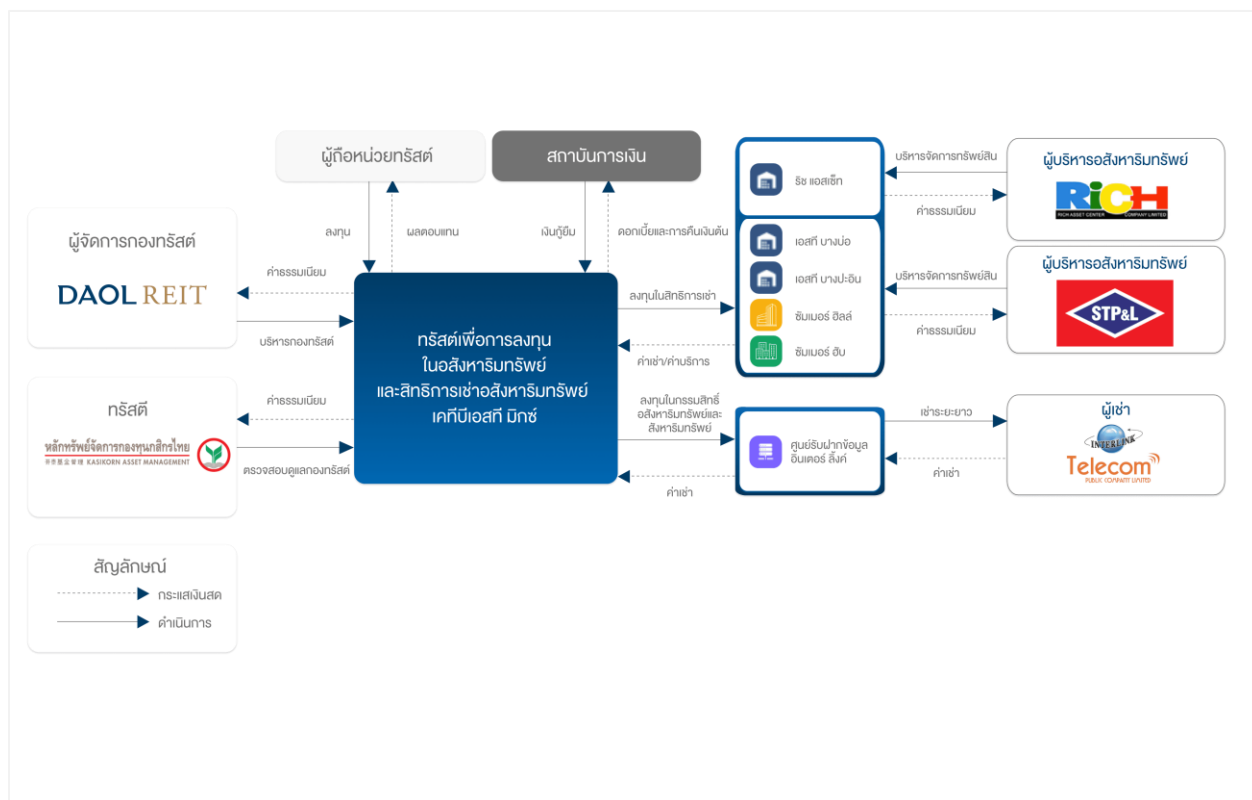 ผู้ถือหน่วยทรัสต์
สถาบันการเงิน
ลงทุน
ผลตอบแทน
เงินกู้ยืม
ดอกเบี้ยและการคืนเงินต้น
ผู้จัดการกองทรัสต์
DAOL REIT
ค่าธรรมเนียม
บริหารกองทรัสต์
ทรัสตี
หลักทรัพย์จัดการกองทุนกสิกรไทย
KASIKORN ASSET MANAGEMENT
ค่าธรรมเนียม
ตรวจสอบดูแลกองทรัสต์
สัญลักษณ์
กระแสเงินสด
ดำเนินการ
ทรัสต์เพื่อการลงทุน
ในอสังหาริมทรัพย์
และสิทธิการเช่าอสังหาริมทรัพย์
เคทีบีเอสที มิกซ์
ลงทุนในสิทธิการเช่า
ค่าเช่า/ค่าบริการ
ลงทุนในกรรมสิทธิ์
อสังหาริมทรัพย์และ
สังหาริมทรัพย์
ค่าเช่า
ริช แอสเซ็ท
เอสที บางบ่อ
เอสที บางปะอิน
ซัมเมอร์ ฮิลล์
ซัมเมอร์ ฮับ
ศูนย์รับฝากข้อมูล
อินเตอร์ ลิ้งค์
บริหารจัดการทรัพย์สิน
ค่าธรรมเนียม
บริหารจัดการทรัพย์สิน
ค่าธรรมเนียม
เช่าระยะยาว
ค่าเช่า
ผู้บริหารอสังหาริมทรัพย์
RiCH
RICH ASSET CENTER COMPANY LIMITED
ผู้บริหารอสังหาริมทรัพย์
STP&L
ผู้เช่า
INTERLINK
Telecom
PUBLIC COMPANY LIMITED